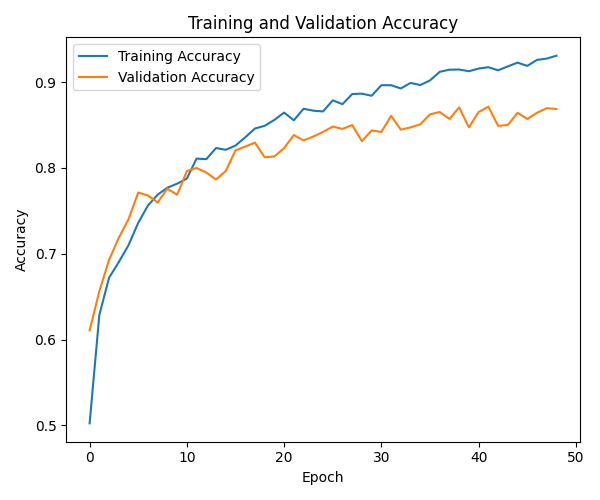 Training and Validation Accuracy
Training Accuracy
Validation Accuracy
0.9
0.8
0.7
0.6
0.5
Accuracy
0 10 20 30 40 50
Epoch